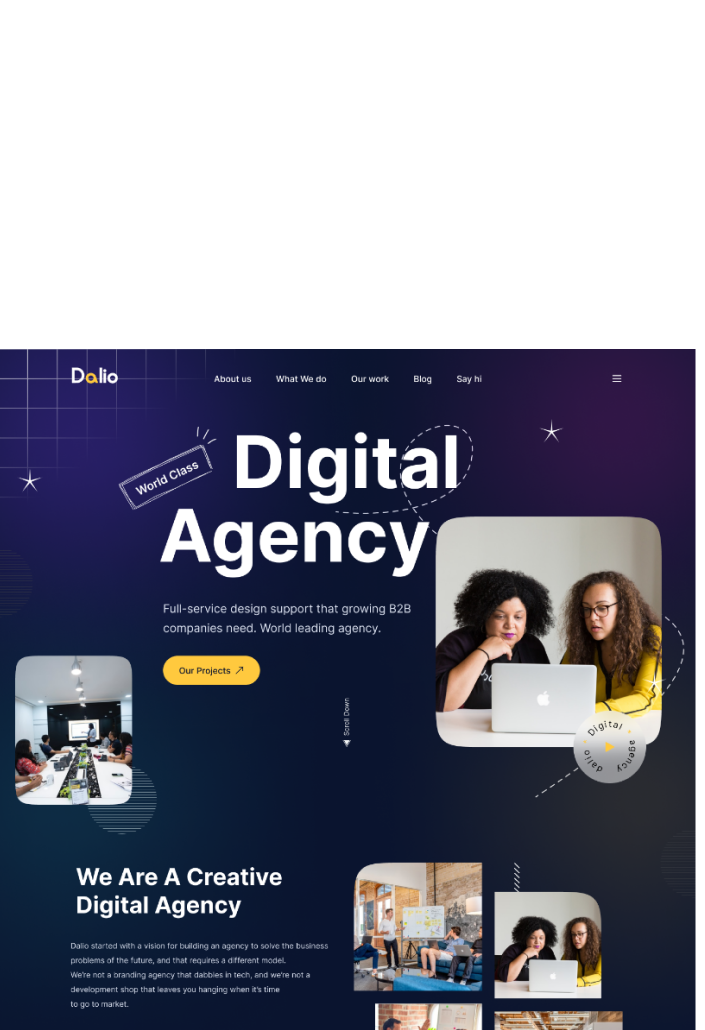 Dalio
About us
What We do
Our work
Blog
Say hi
World Class
Digital
Agency
Full-service design support that growing B2B
companies need. World leading agency.
Our Projects
Scroll Down
Digital agency dalio
We Are A Creative
Digital Agency
Dalio started with a vision for building an agency to solve the business
problems of the future, and that requires a different model.
We're not a branding agency that dabbies in tech, and we're not a
development shop that leaves you hanging when it's time
to go to market.